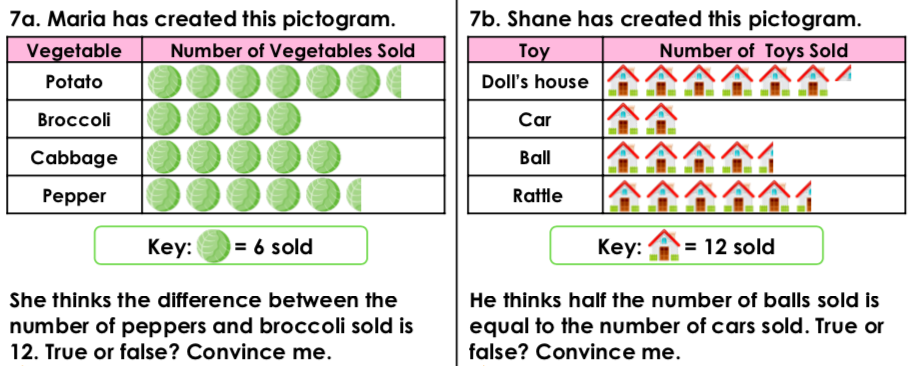 7a. Maria has created this pictogram.
Vegetable Number of Vegetables Sold
Potato
Broccoli
Cabbage
Pepper
Key: = 6 sold
She thinks the difference between the
number of peppers and broccoli sold is
12. True or false? Convince me.
7b. Shane has created this pictogram.
Toy Number of Toys Sold
Doll's house
Car
Ball
Rattle
Key: = 12 sold
He thinks half the number of balls sold is
equal to the number of cars sold. True or
false? Convince me.